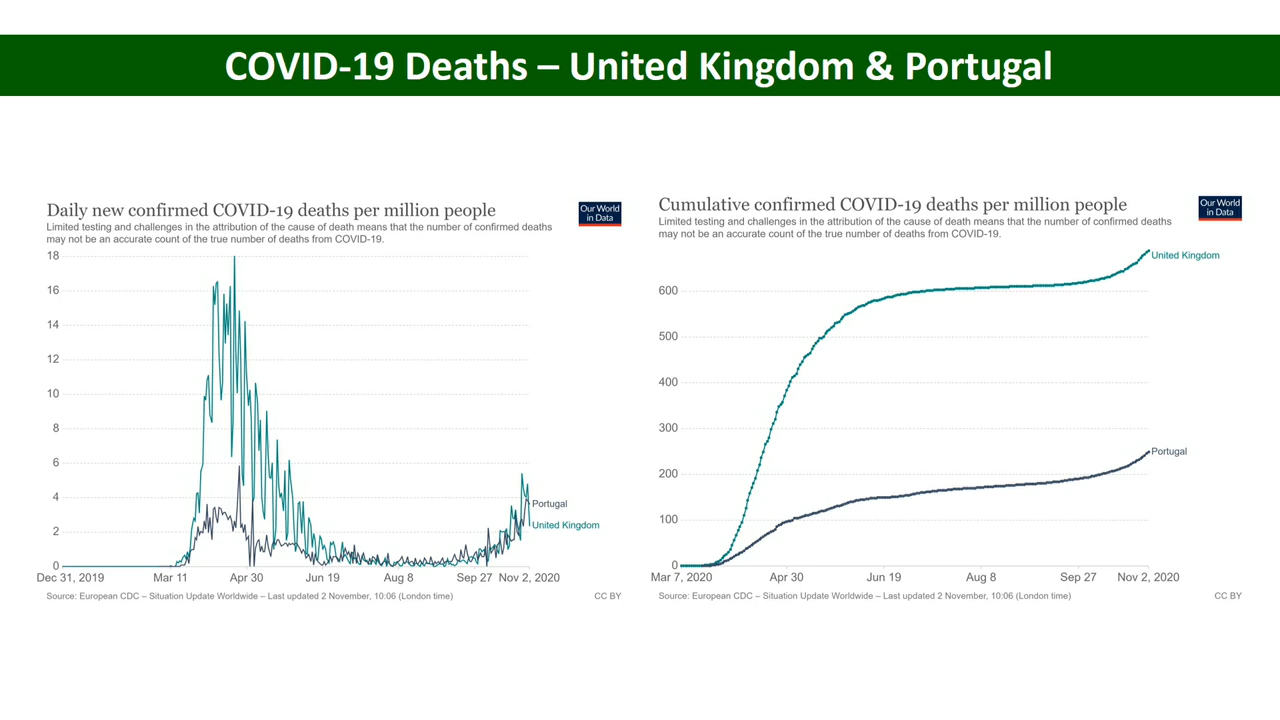 COVID-19 Deaths – United Kingdom & Portugal
Daily new confirmed COVID-19 deaths per million people
Our World
in Data
Limited testing and challenges in the attribution of the cause of death means that the number of confirmed deaths
may not be an accurate count of the true number of deaths from COVID-19.
18
16
14
12
10
8
6
4
2
0
Portugal
United Kingdom
Dec 31, 2019
Mar 11
Apr 30
Jun 19
Aug 8
Sep 27
Nov 2, 2020
Source: European CDC – Situation Update Worldwide – Last updated 2 November, 10:06 (London time)
CC BY
Cumulative confirmed COVID-19 deaths per million people
Our World
in Data
Limited testing and challenges in the attribution of the cause of death means that the number of confirmed deaths
may not be an accurate count of the true number of deaths from COVID-19.
United Kingdom
600
500
400
300
200
100
0
Portugal
Mar 7, 2020
Apr 30
Jun 19
Aug 8
Sep 27
Nov 2, 2020
Source: European CDC – Situation Update Worldwide – Last updated 2 November, 10:06 (London time)
CC BY